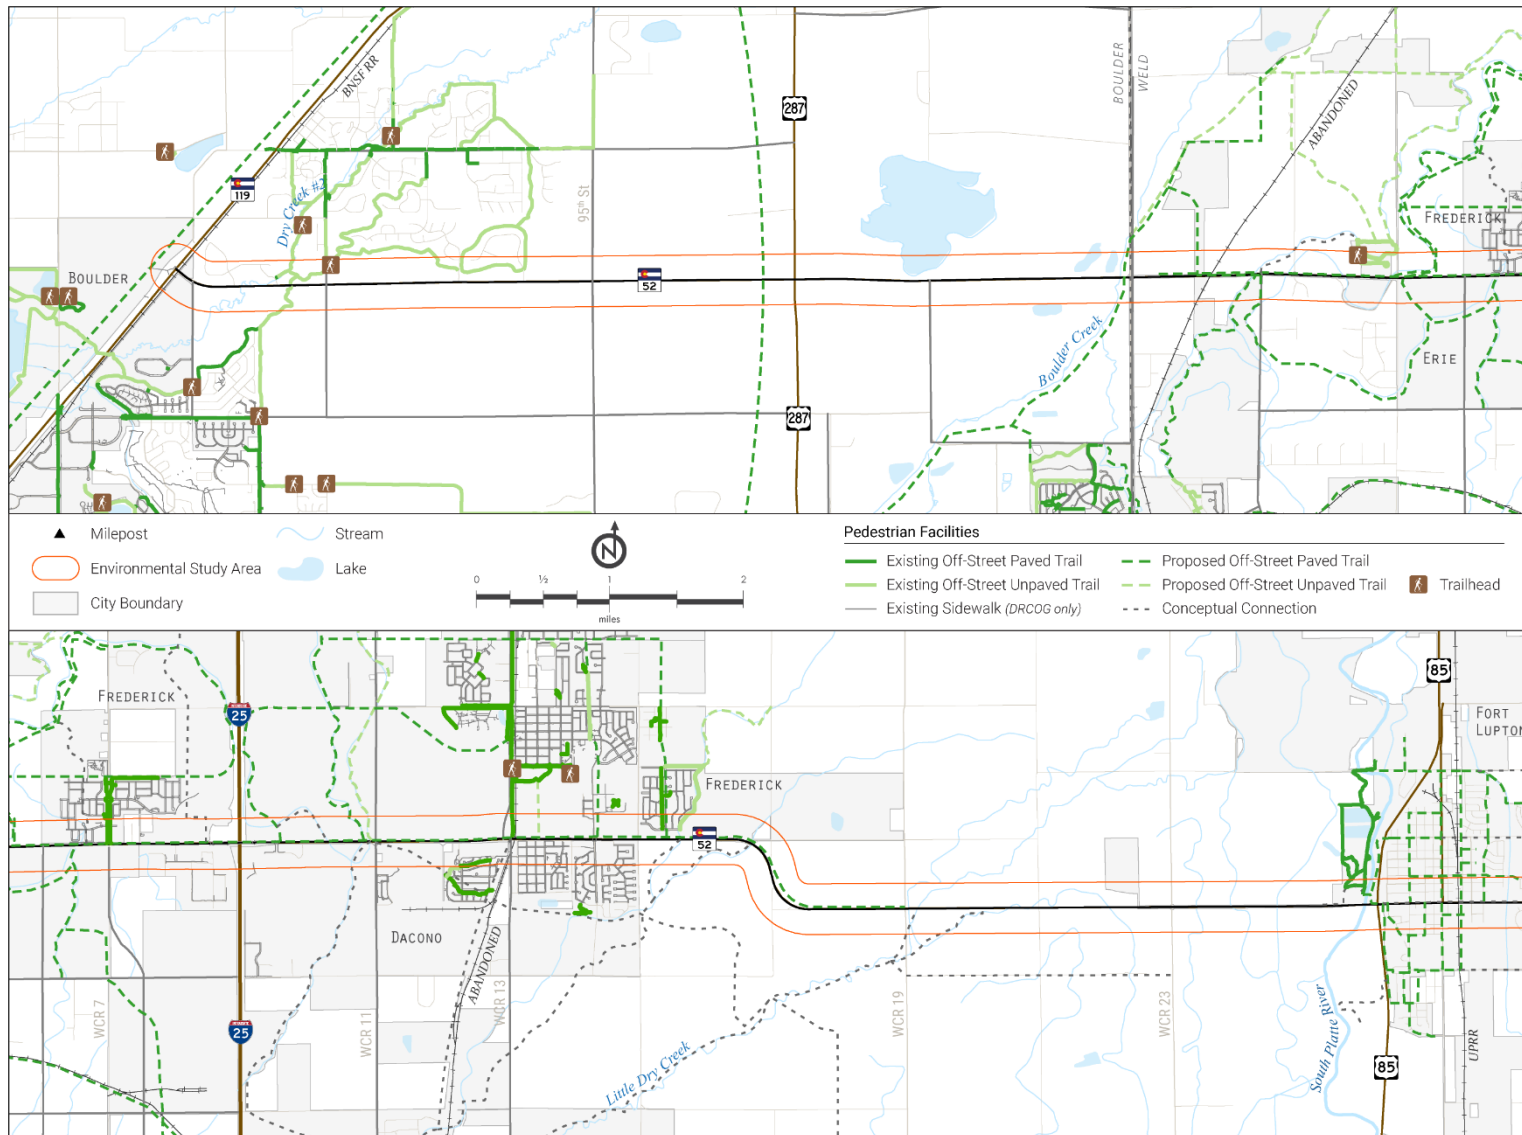 BNSF RR
119
Dry Creek #2
BOULDER
95th St
287
52
287
BOULDER
WELD
ABANDONED
Boulder Creek
FREDERICK
ERIE
Milepost
Environmental Study Area
City Boundary
Stream
Lake
N
0 ½ 1 2
miles
Pedestrian Facilities
Existing Off-Street Paved Trail
Existing Off-Street Unpaved Trail
Existing Sidewalk (DRCOG only)
Proposed Off-Street Paved Trail
Proposed Off-Street Unpaved Trail
Conceptual Connection
Trailhead
FREDERICK
25
FREDERICK
52
DACONO
ABANDONED
WCR 7
25
WCR 11
WCR 13
Little Dry Creek
WCR 19
WCR 23
South Platte River
85
FORT
LUPTON
85
UPRR